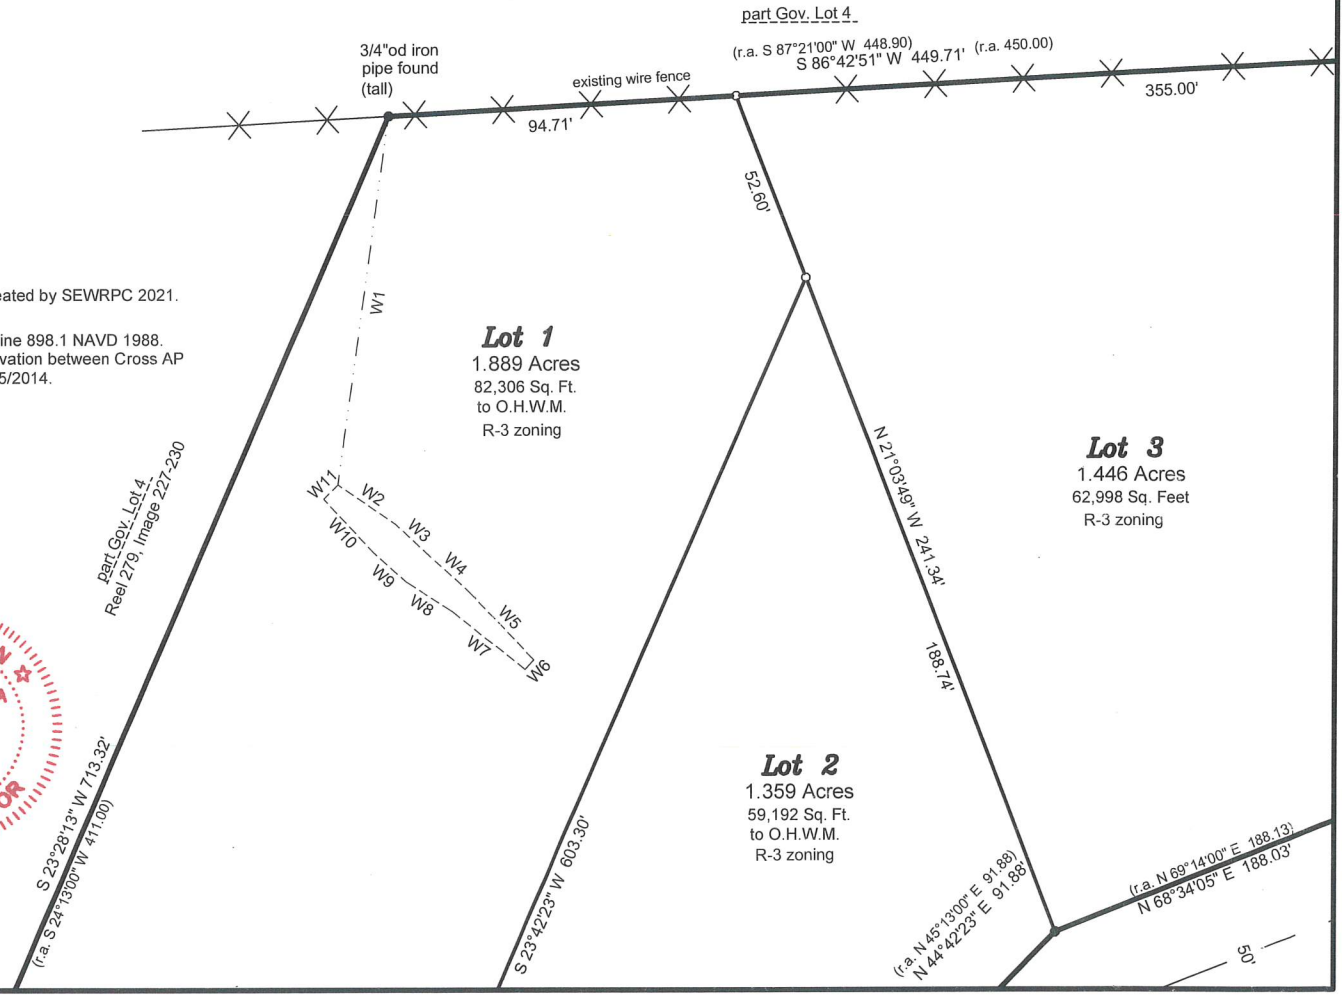 part Gov. Lot 4
(r.a. S 87°21'00" W 448.90)
S 86°42'51" W 449.71'
(r.a. 450.00)
3/4"od iron
pipe found
(tall)
existing wire fence
94.71'
355.00'
52.60'
W1
eated by SEWRPC 2021.
ine 898.1 NAVD 1988.
vation between Cross AP
5/2014.
Lot 1
1.889 Acres
82,306 Sq. Ft.
to O.H.W.M.
R-3 zoning
part Gov. Lot 4
Reel 279, Image 227-230
W11
W2
W3
W4
W5
W6
W7
W8
W9
W10
N 21°03'49" W 241.34'
188.74'
Lot 3
1.446 Acres
62,998 Sq. Feet
R-3 zoning
S 23°28'13" W 713.32'
(r.a. S 24°13'00" W 411.00)
S 23°42'23" W 603.30'
Lot 2
1.359 Acres
59,192 Sq. Ft.
to O.H.W.M.
R-3 zoning
(r.a. N 45°13'00" E 91.88)
N 44°42'23" E 91.88'
(r.a. N 69°14'00" E 188.13)
N 68°34'05" E 188.03'
50'
OR